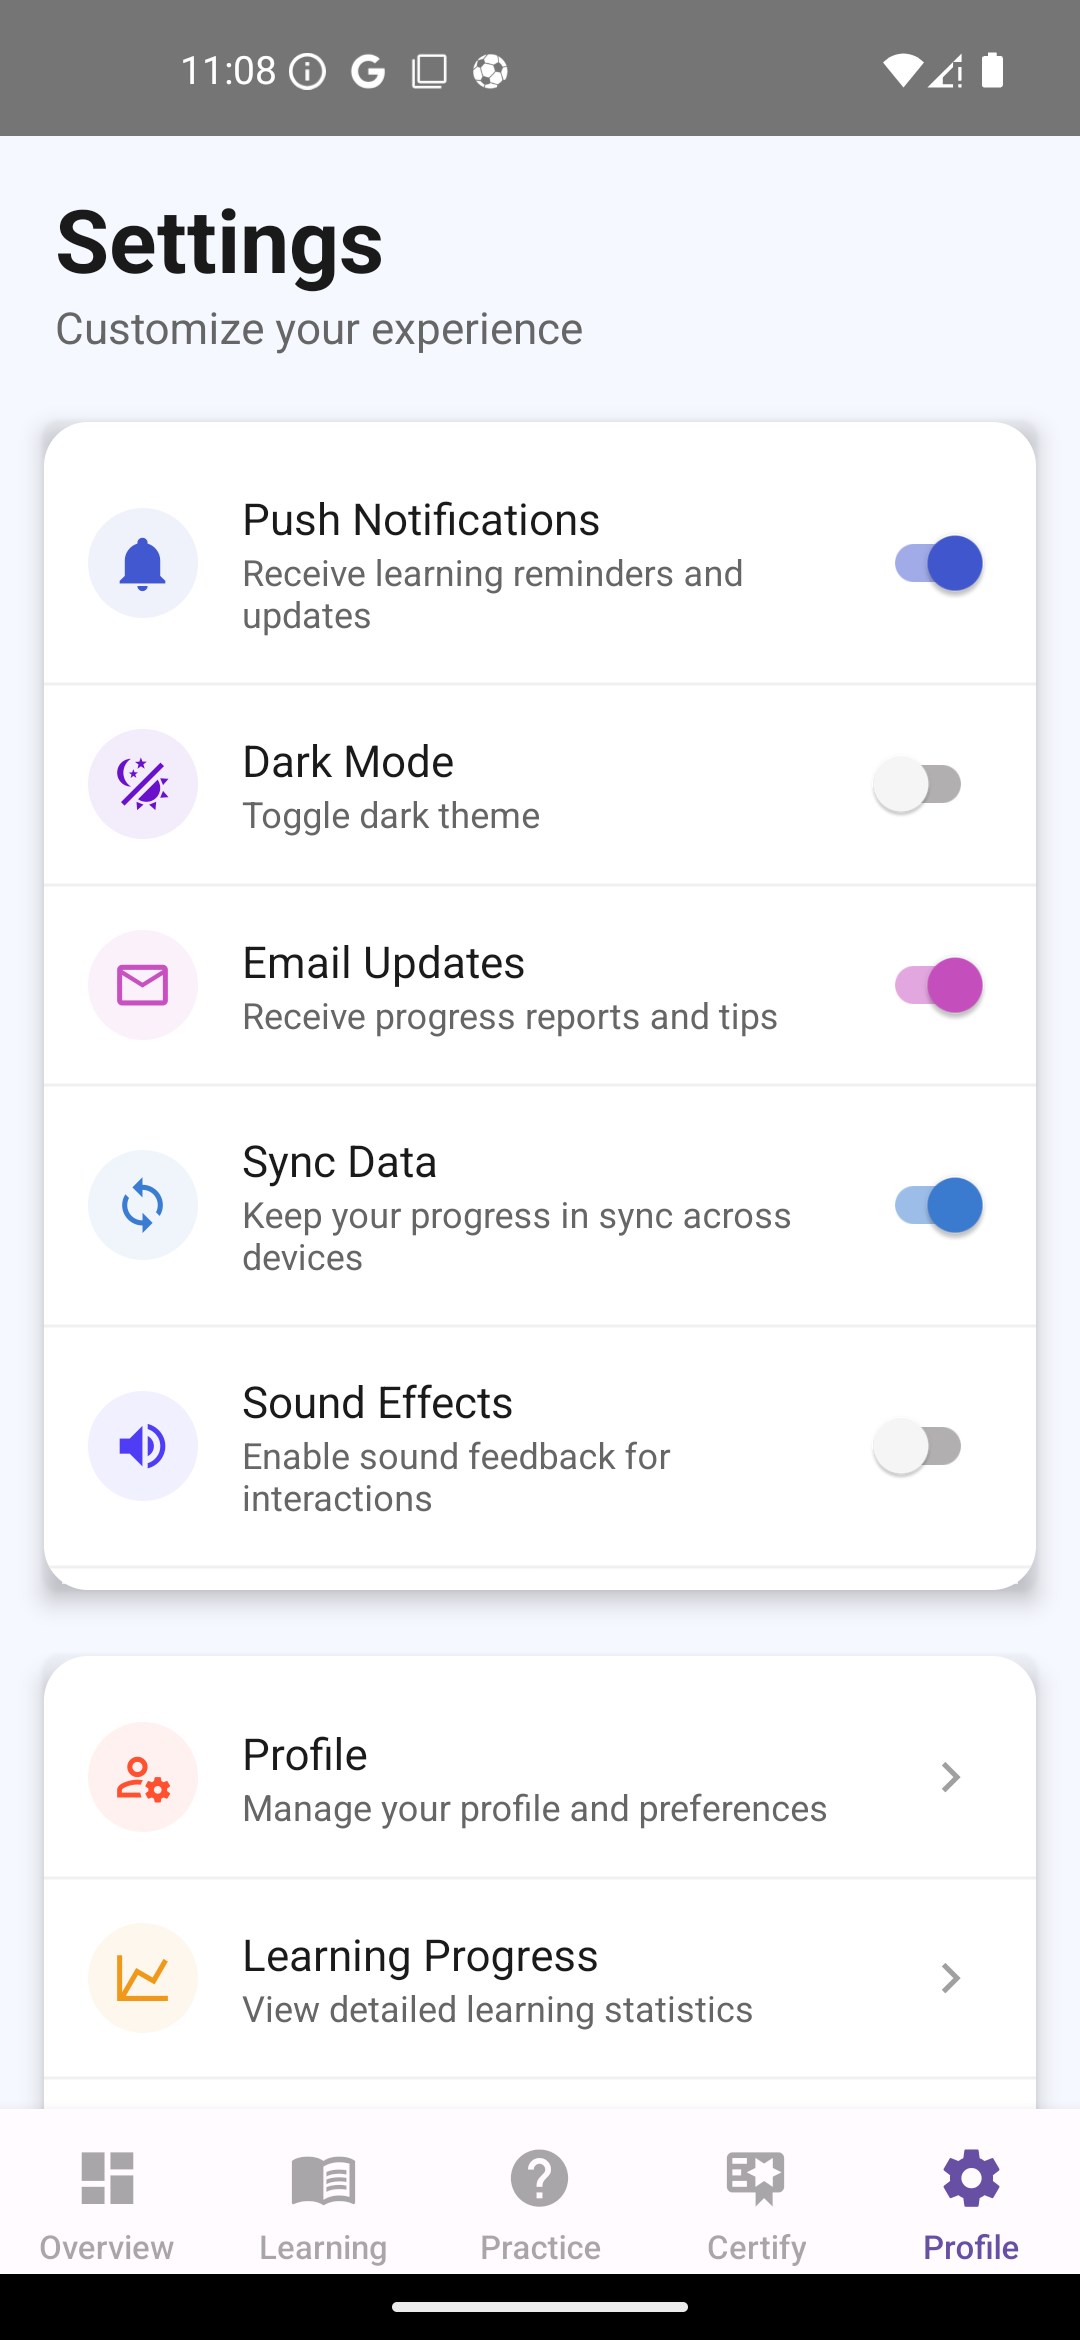 11:08
Settings
Customize your experience
Push Notifications
Receive learning reminders and
updates
Dark Mode
Toggle dark theme
Email Updates
Receive progress reports and tips
Sync Data
Keep your progress in sync across
devices
Sound Effects
Enable sound feedback for
interactions
Profile
Manage your profile and preferences
Learning Progress
View detailed learning statistics
Overview
Learning
Practice
Certify
Profile